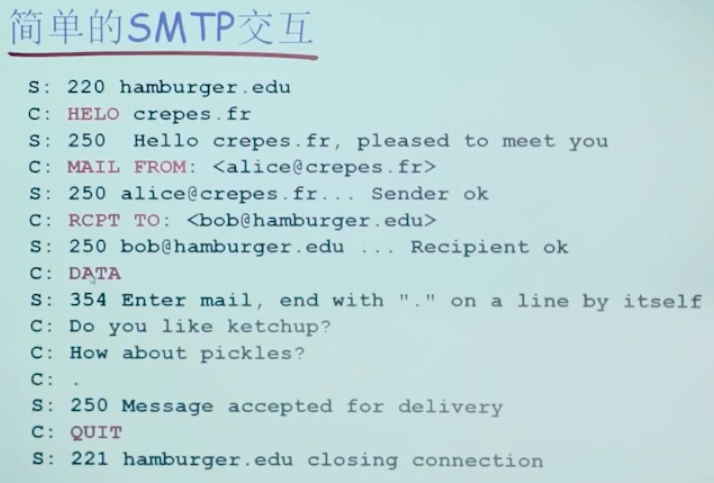 简单的SMTP交互
S: 220 hamburger.edu
C: HELO crepes.fr
S: 250  Hello crepes.fr, pleased to meet you
C: MAIL FROM: <alice@crepes.fr>
S: 250 alice@crepes.fr... Sender ok
C: RCPT TO: <bob@hamburger.edu>
S: 250 bob@hamburger.edu ... Recipient ok
C: DATA
S: 354 Enter mail, end with "." on a line by itself
C: Do you like ketchup?
C: How about pickles?
C: .
S: 250 Message accepted for delivery
C: QUIT
S: 221 hamburger.edu closing connection